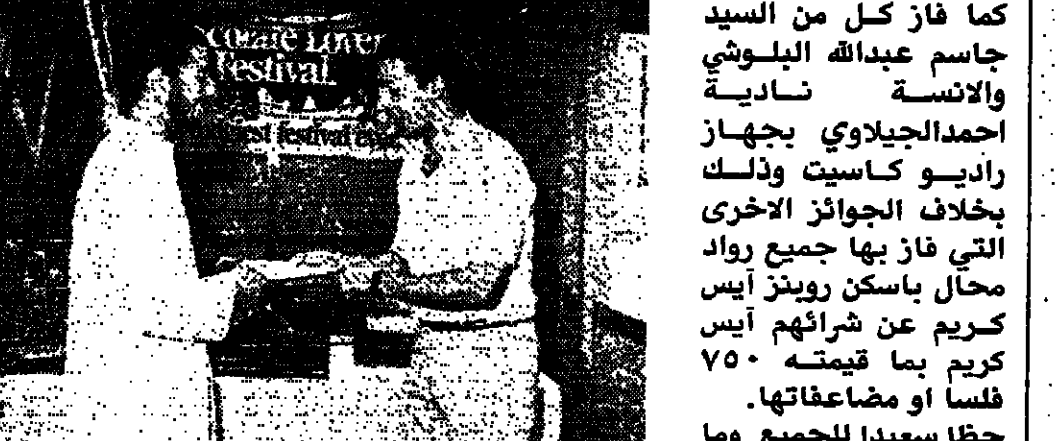 كما فاز كل من السيد
جاسم عبدالله البلوشي
والانسة نادية
احمدالجيلاوي بجهاز
راديو كاسيت وذلك
بخلاف الجوائز الاخرى
التي فاز بها جميع رواد
محال باسكن روبنز آيس
كريم عن شرائهم آيس
كريم بما قيمته ٧٥٠
فلسا او مضاعفاتها.
حظا سعيدا للجميع وما
Festival
festival